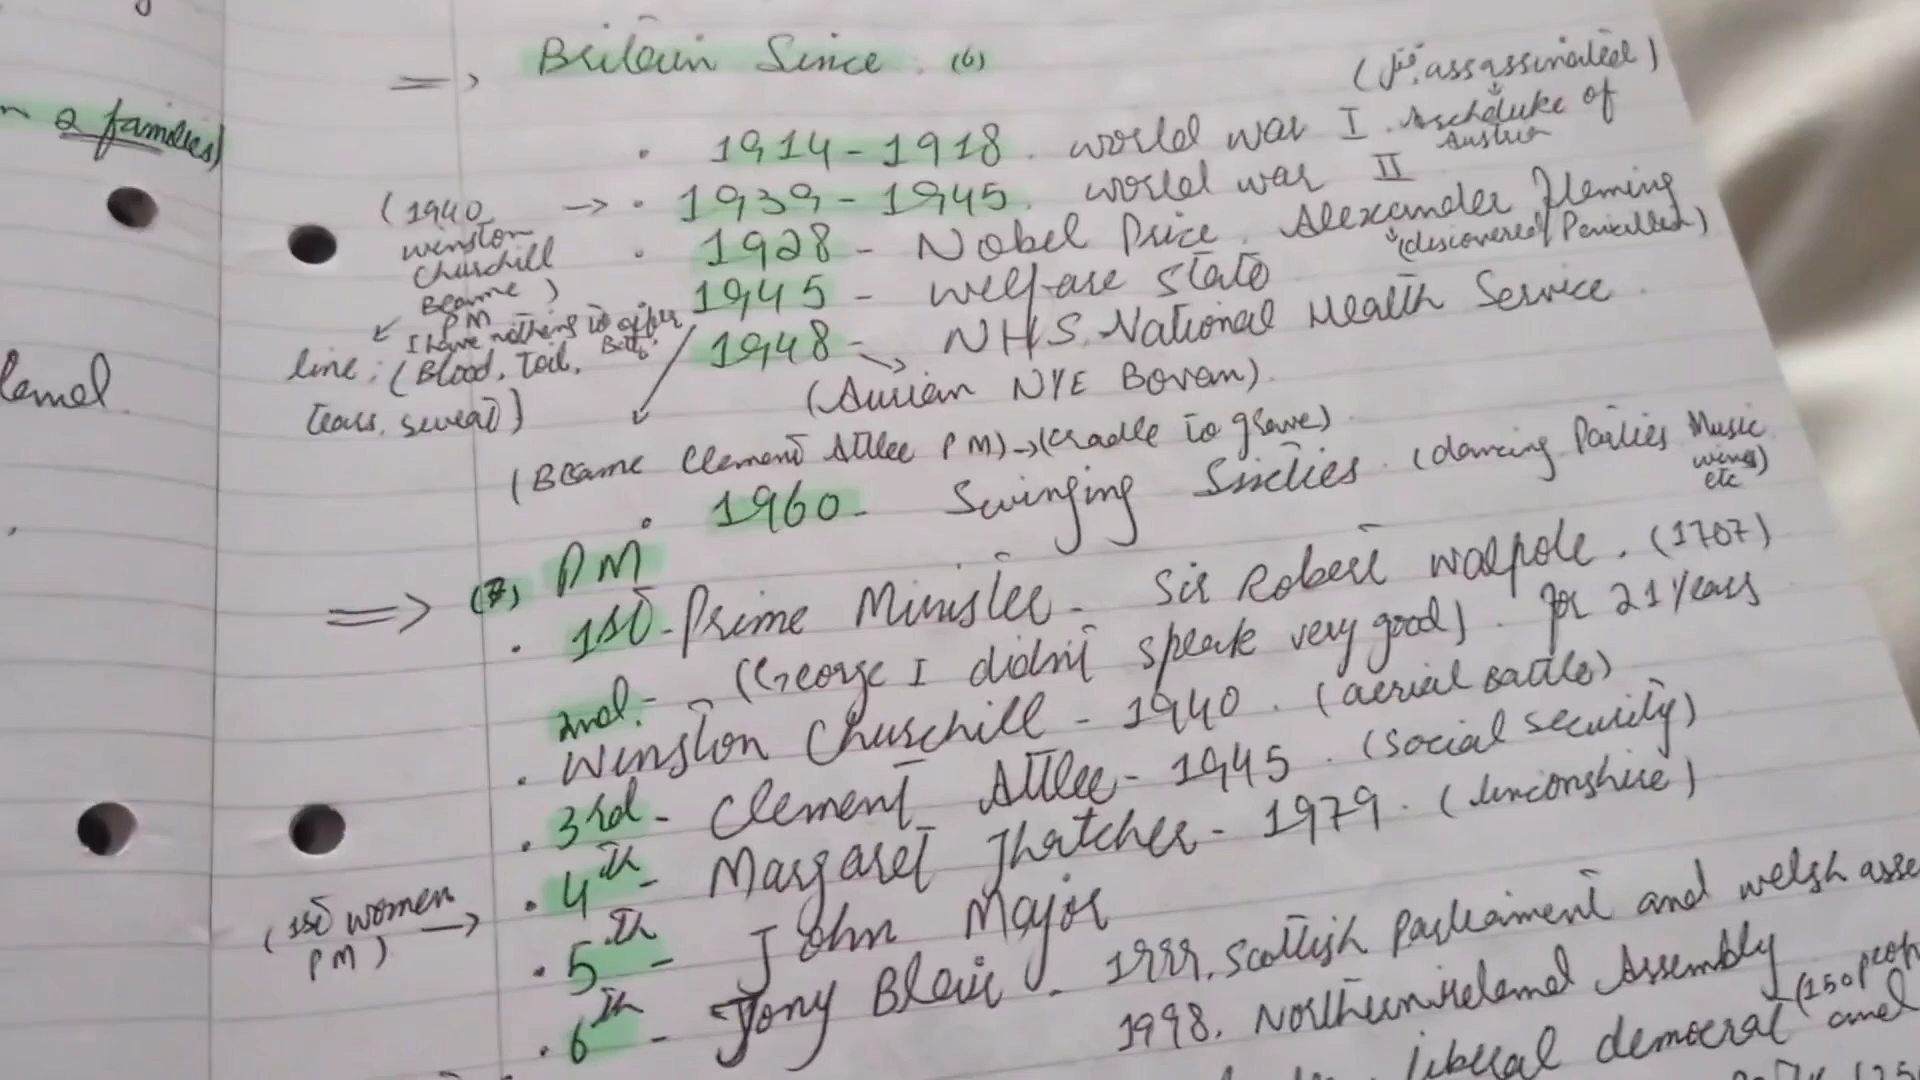 => Britain Since. (6)
n 2 families)
(assassinated)
. 1914-1918. world war I. Archduke of
Austria
(1940 -> . 1939-1945. world war II
winston
churchill
Became)
PM
. 1928 - Nobel Price. Alexander Fleming
(discovered Penicillin)
1945 - welfare state
I have nothing to offer
line: (Blood, Toil,
tears, sweat)
1948 -> NHS. National Health Service.
(NYE Bovan).
(Became Clement Attlee PM)->(cradle to grave).
. 1960 - Swinging Sixties. (dancing Parties Music
etc)
=> (7) PM
. 1st - Prime Minister - Sir Robert walpole. (1707)
(George I didn't speak very good). for 21 Years
2nd. -
. Winston Churchill - 1940. (aerial Battle)
. 3rd - Clement Attlee - 1945. (social security)
(1st women -> . 4th - Margaret Thatcher - 1979. (
PM)
. 5th - John Major
. 6th - Tony Blair - 1999. Scottish Parliament and welsh asse
1998. Northern Ireland Assembly
liberal democrat and
(150 peop